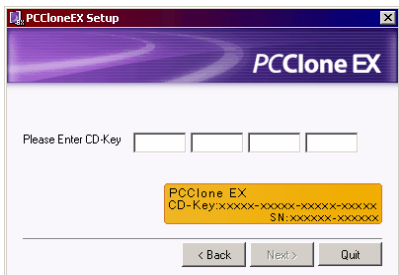 PCCloneEX Setup
PCClone EX
Please Enter CD-Key
PCClone EX
CD-Key:xxxxx-xxxxx-xxxxx-xxxxx
SN:xxxxxx-xxxxxx
< Back Next > Quit